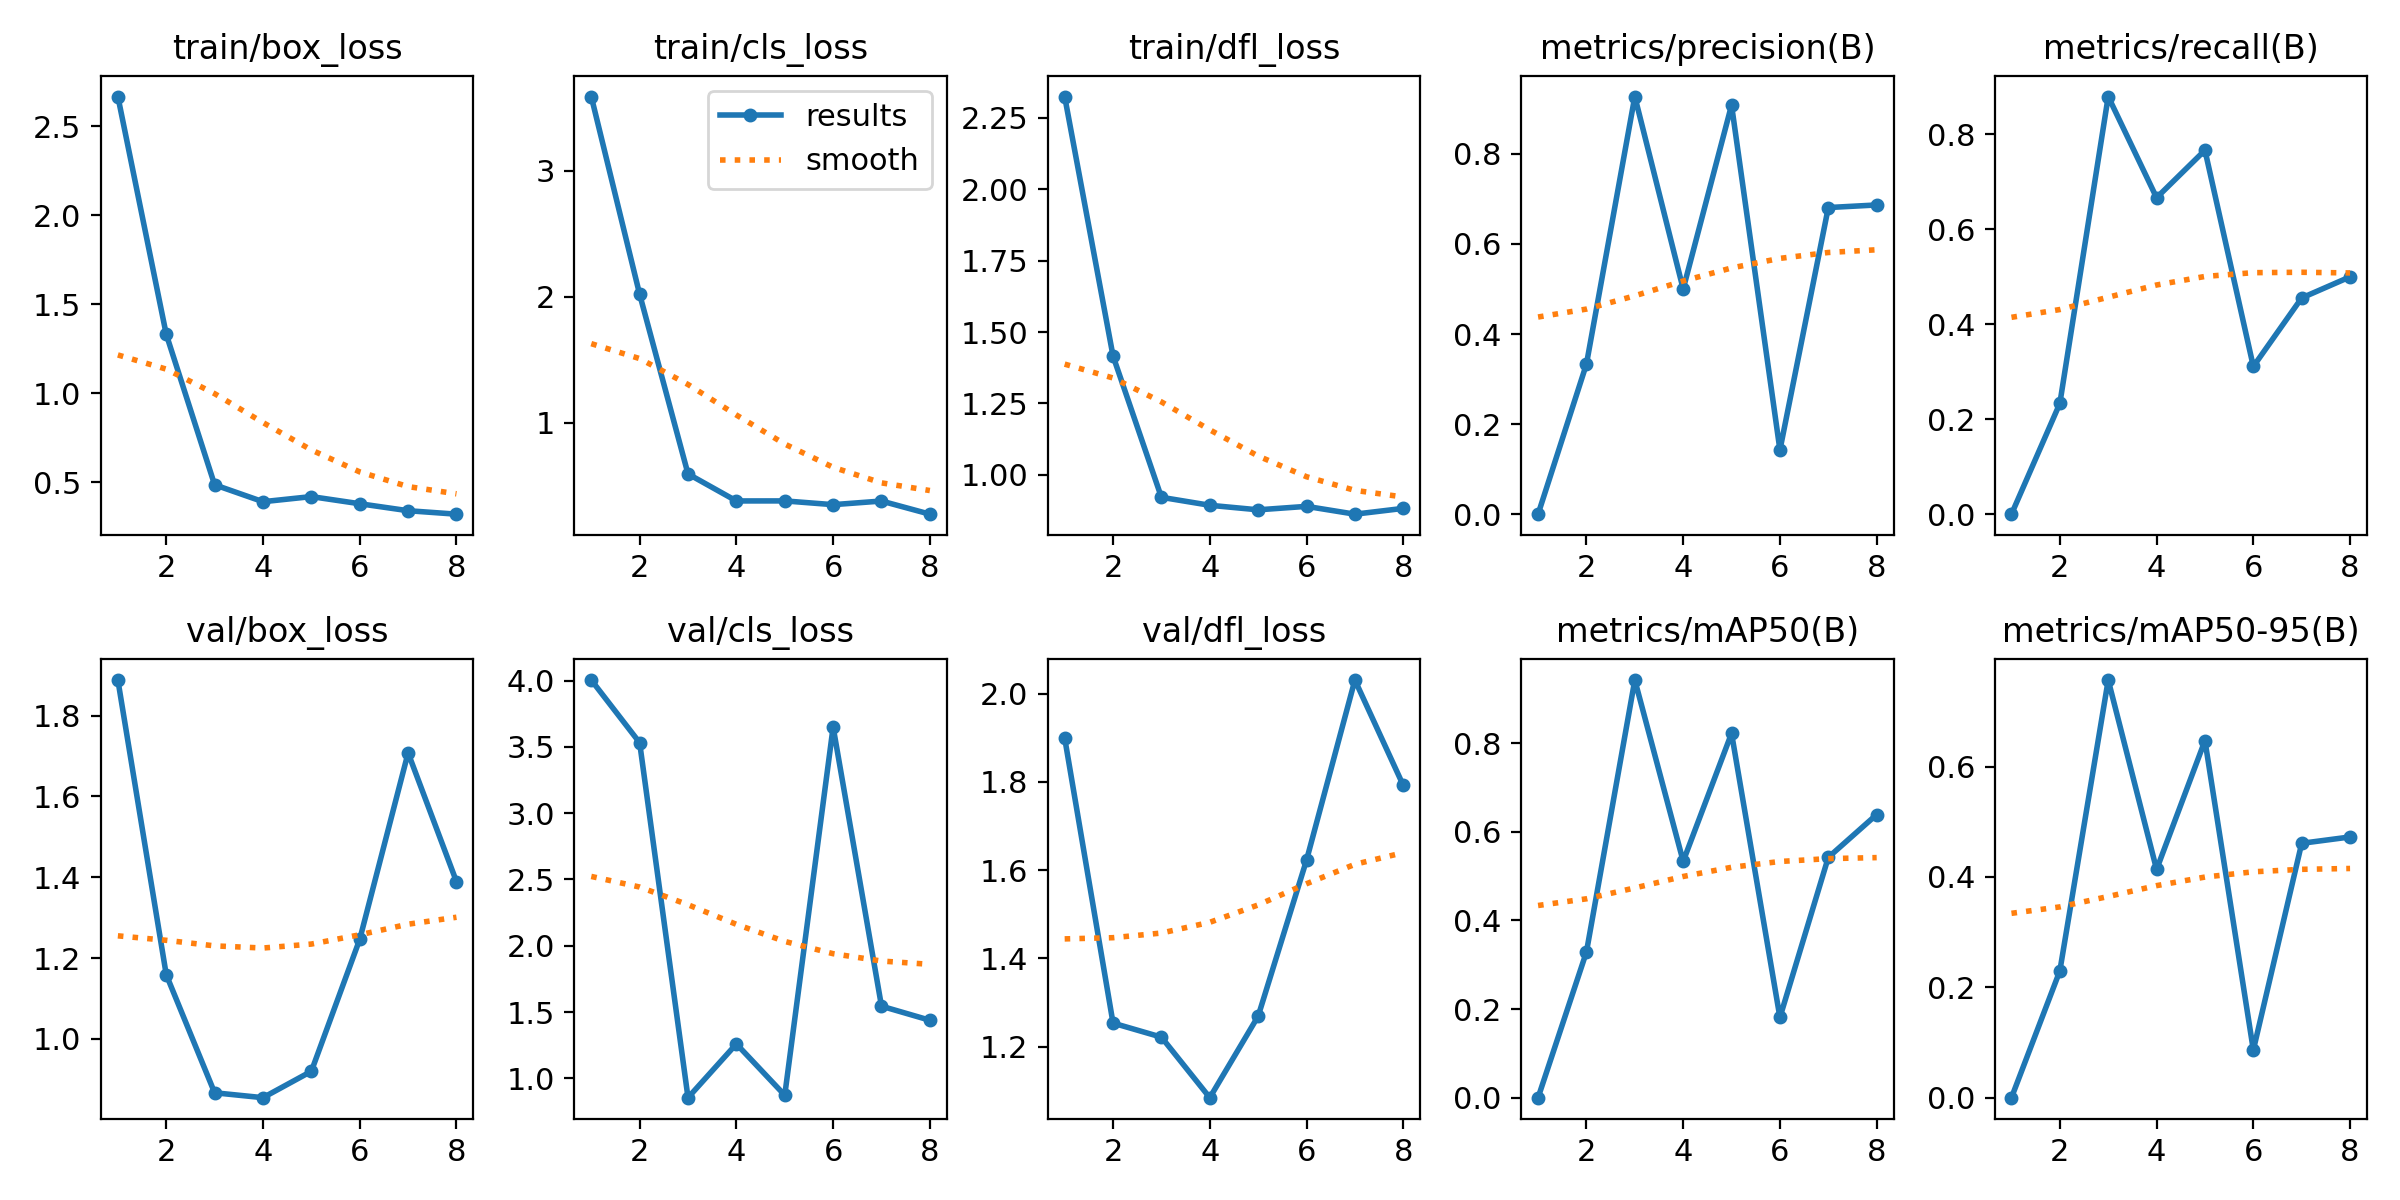 train/box_loss
2.5
2.0
1.5
1.0
0.5
2 4 6 8
train/cls_loss
results
smooth
3
2
1
2 4 6 8
train/dfl_loss
2.25
2.00
1.75
1.50
1.25
1.00
2 4 6 8
metrics/precision(B)
0.8
0.6
0.4
0.2
0.0
2 4 6 8
metrics/recall(B)
0.8
0.6
0.4
0.2
0.0
2 4 6 8
val/box_loss
1.8
1.6
1.4
1.2
1.0
2 4 6 8
val/cls_loss
4.0
3.5
3.0
2.5
2.0
1.5
1.0
2 4 6 8
val/dfl_loss
2.0
1.8
1.6
1.4
1.2
2 4 6 8
metrics/mAP50(B)
0.8
0.6
0.4
0.2
0.0
2 4 6 8
metrics/mAP50-95(B)
0.6
0.4
0.2
0.0
2 4 6 8